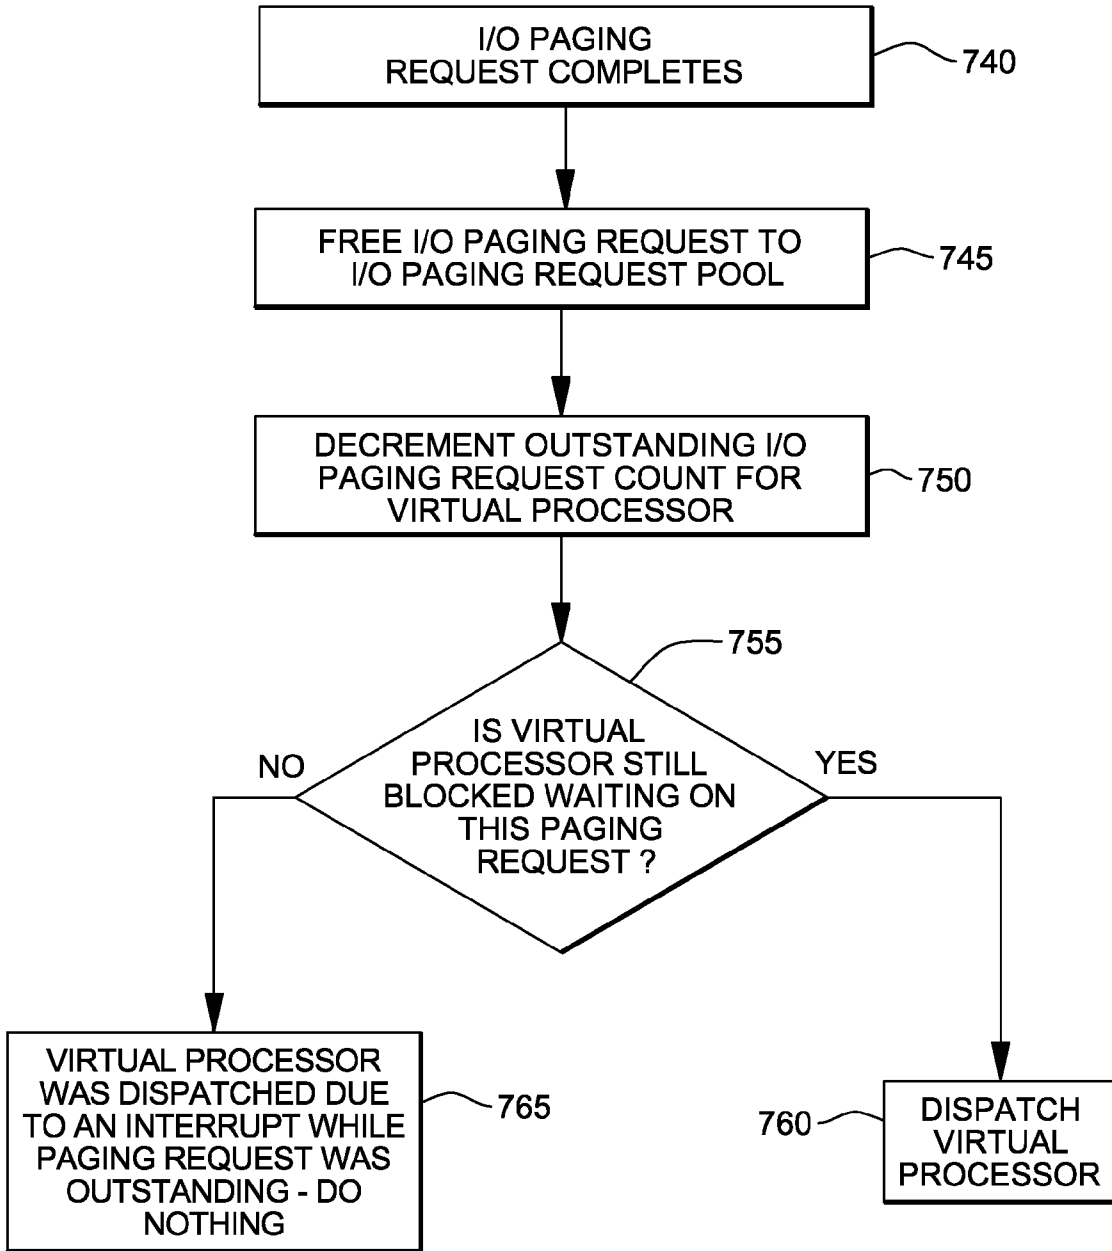 I/O PAGING
REQUEST COMPLETES
740
FREE I/O PAGING REQUEST TO
I/O PAGING REQUEST POOL
745
DECREMENT OUTSTANDING I/O
PAGING REQUEST COUNT FOR
VIRTUAL PROCESSOR
750
755
IS VIRTUAL
PROCESSOR STILL
BLOCKED WAITING ON
THIS PAGING
REQUEST ?
NO
YES
VIRTUAL PROCESSOR
WAS DISPATCHED DUE
TO AN INTERRUPT WHILE
PAGING REQUEST WAS
OUTSTANDING - DO
NOTHING
765
760
DISPATCH
VIRTUAL
PROCESSOR